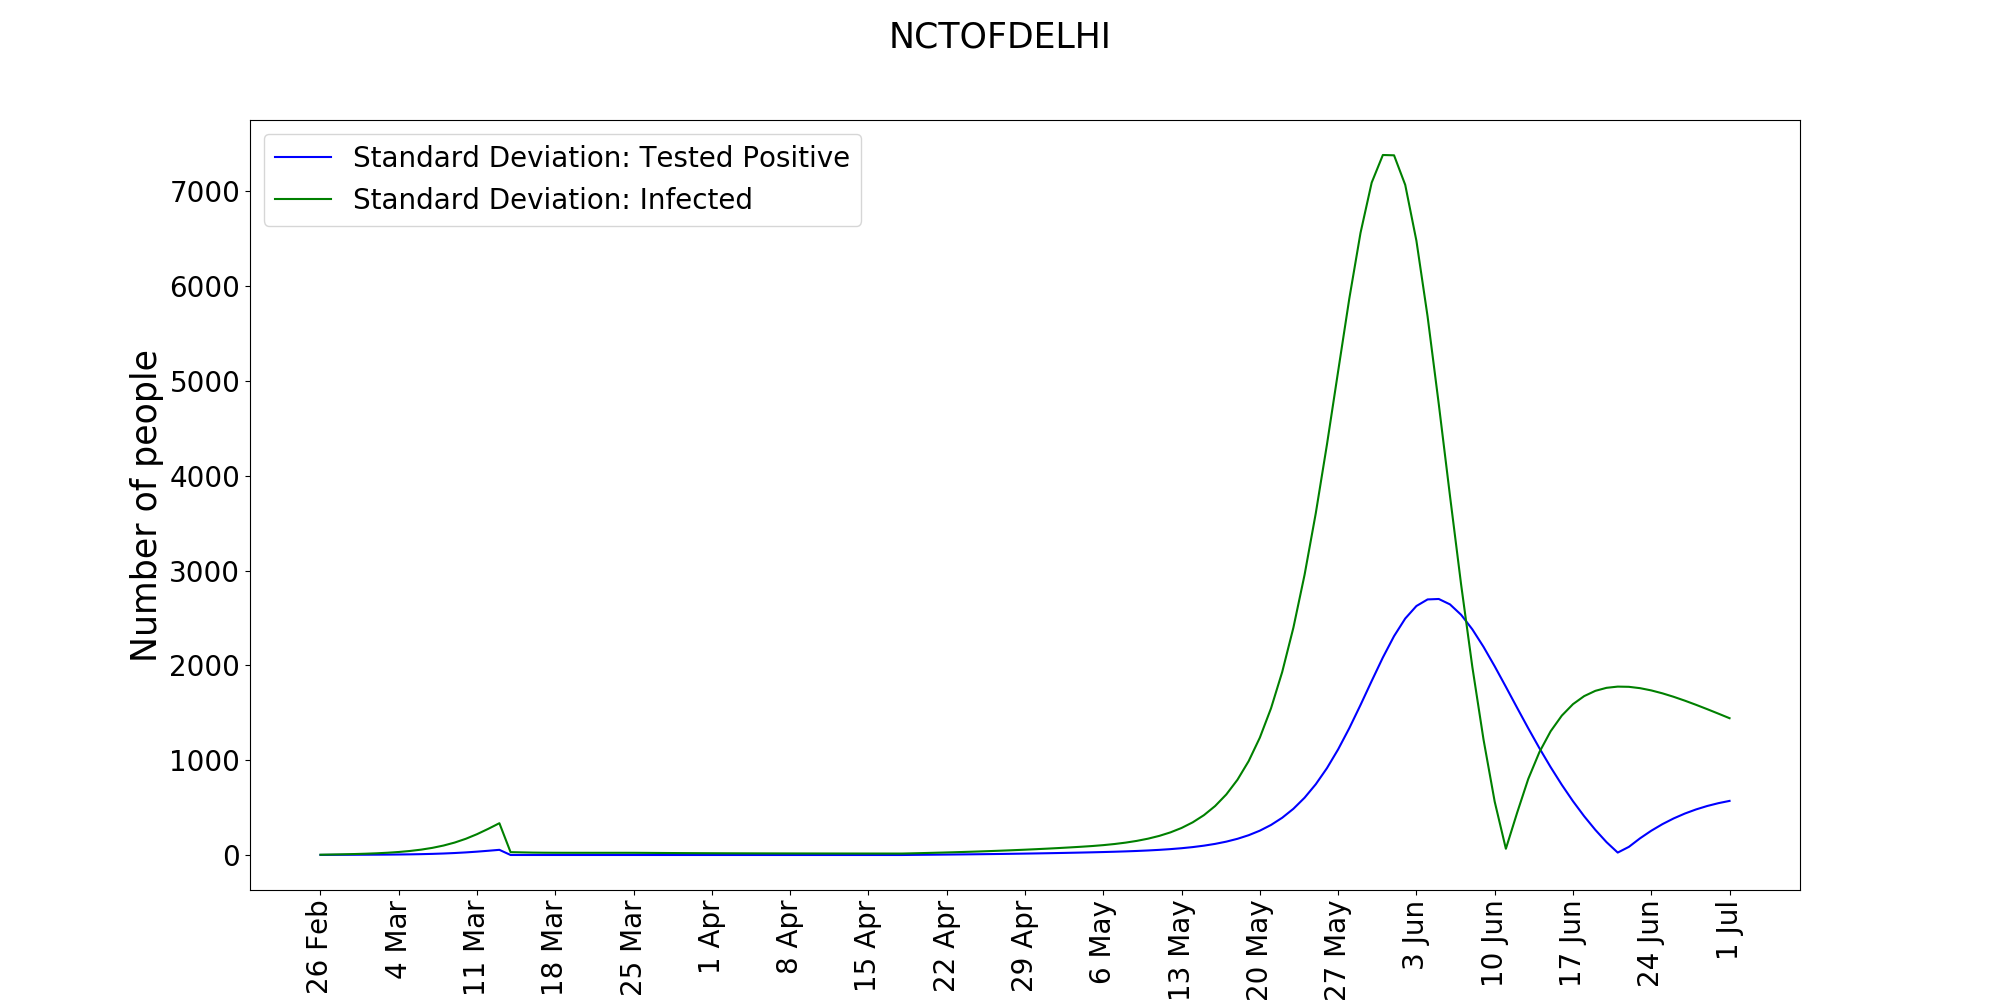 NCTOFDELHI
Standard Deviation: Tested Positive
Standard Deviation: Infected
Number of people
7000
6000
5000
4000
3000
2000
1000
0
26 Feb
4 Mar
11 Mar
18 Mar
25 Mar
1 Apr
8 Apr
15 Apr
22 Apr
29 Apr
6 May
13 May
20 May
27 May
3 Jun
10 Jun
17 Jun
24 Jun
1 Jul